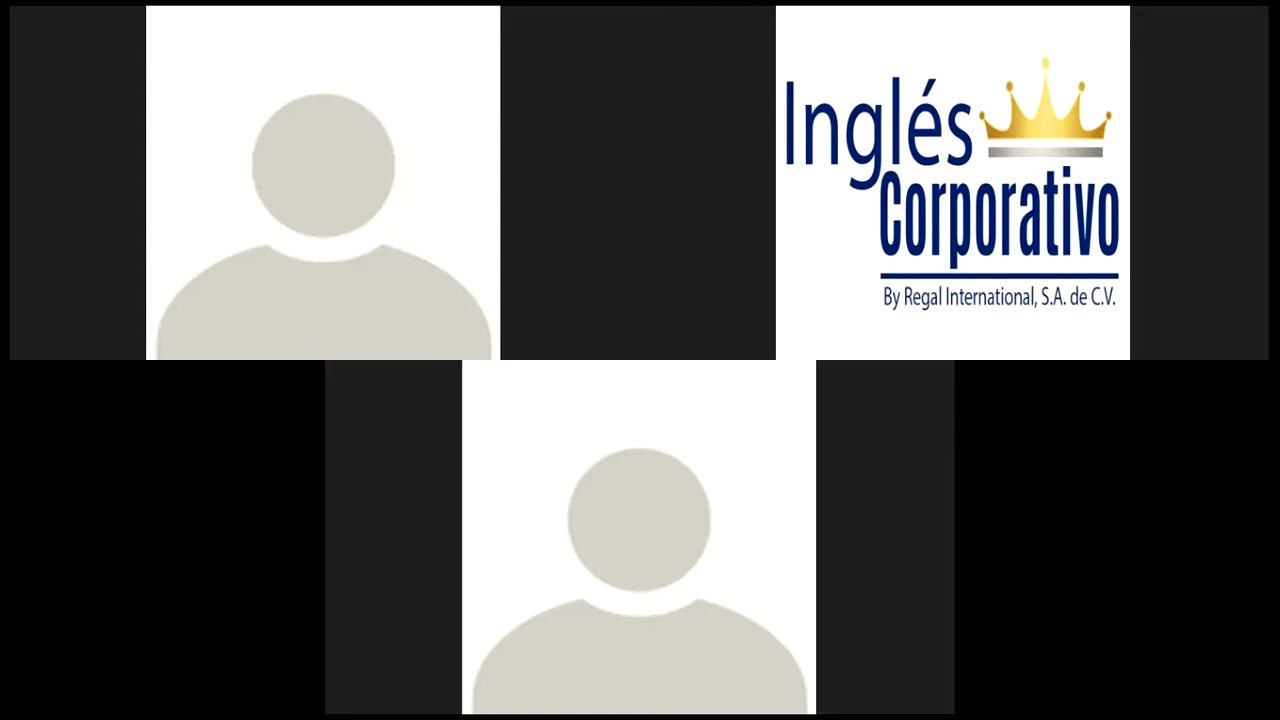 Inglés
Corporativo
By Regal International, S.A. de C.V.